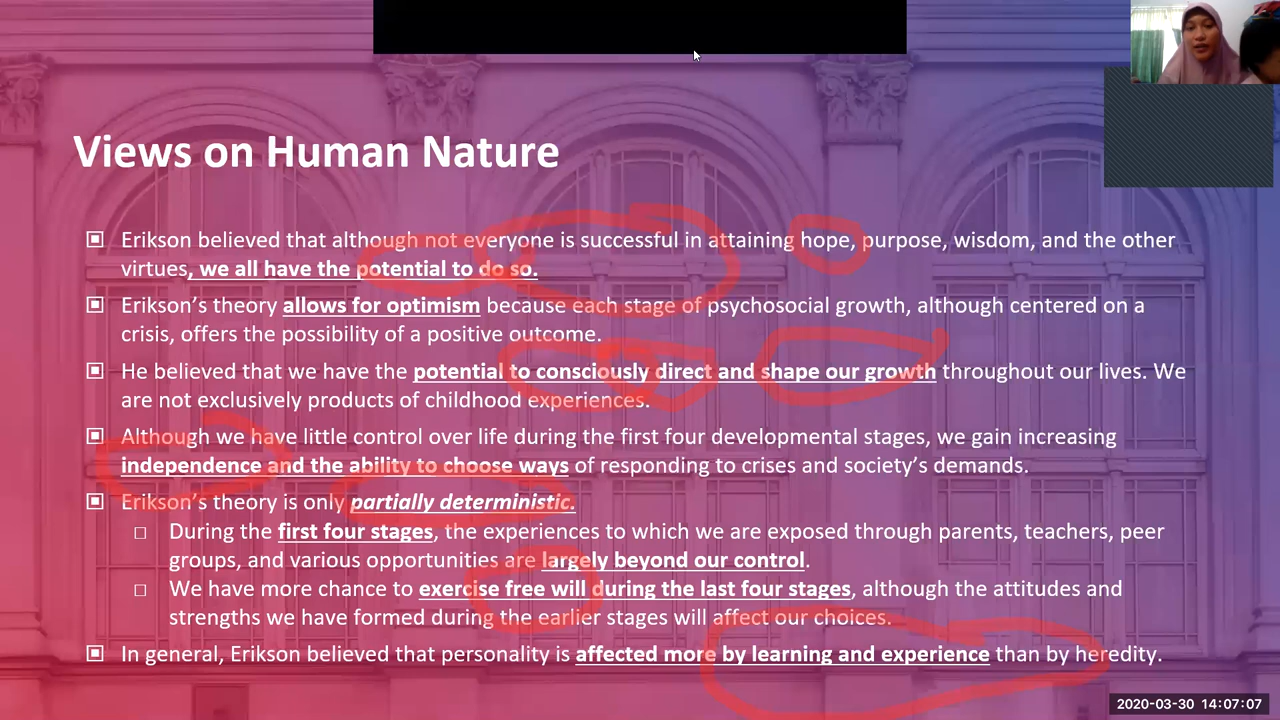 Views on Human Nature
▣ Erikson believed that although not everyone is successful in attaining hope, purpose, wisdom, and the other
virtues, we all have the potential to do so.
▣ Erikson’s theory allows for optimism because each stage of psychosocial growth, although centered on a
crisis, offers the possibility of a positive outcome.
▣ He believed that we have the potential to consciously direct and shape our growth throughout our lives. We
are not exclusively products of childhood experiences.
▣ Although we have little control over life during the first four developmental stages, we gain increasing
independence and the ability to choose ways of responding to crises and society’s demands.
▣ Erikson’s theory is only partially deterministic.
□ During the first four stages, the experiences to which we are exposed through parents, teachers, peer
groups, and various opportunities are largely beyond our control.
□ We have more chance to exercise free will during the last four stages, although the attitudes and
strengths we have formed during the earlier stages will affect our choices.
▣ In general, Erikson believed that personality is affected more by learning and experience than by heredity.
2020-03-30 14:07:07